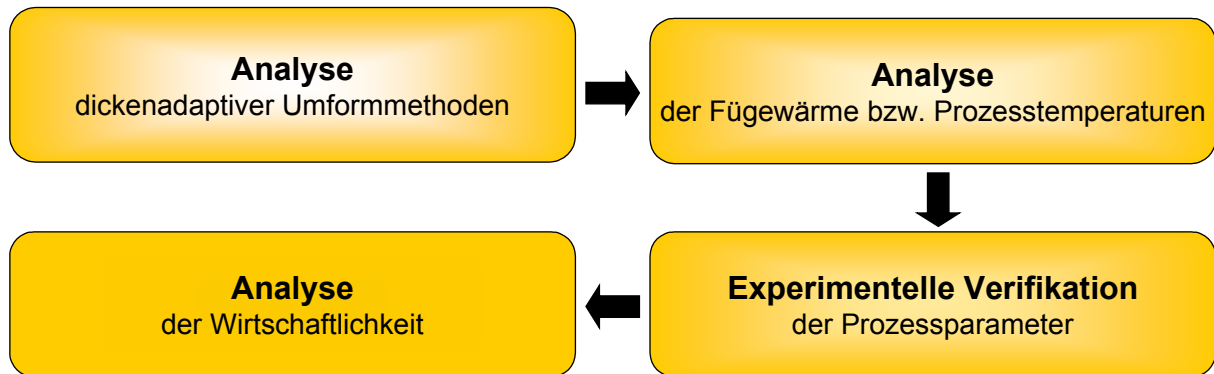 Analyse
dickenadaptiver Umformmethoden
Analyse
der Fügewärme bzw. Prozesstemperaturen
Experimentelle Verifikation
der Prozessparameter
Analyse
der Wirtschaftlichkeit